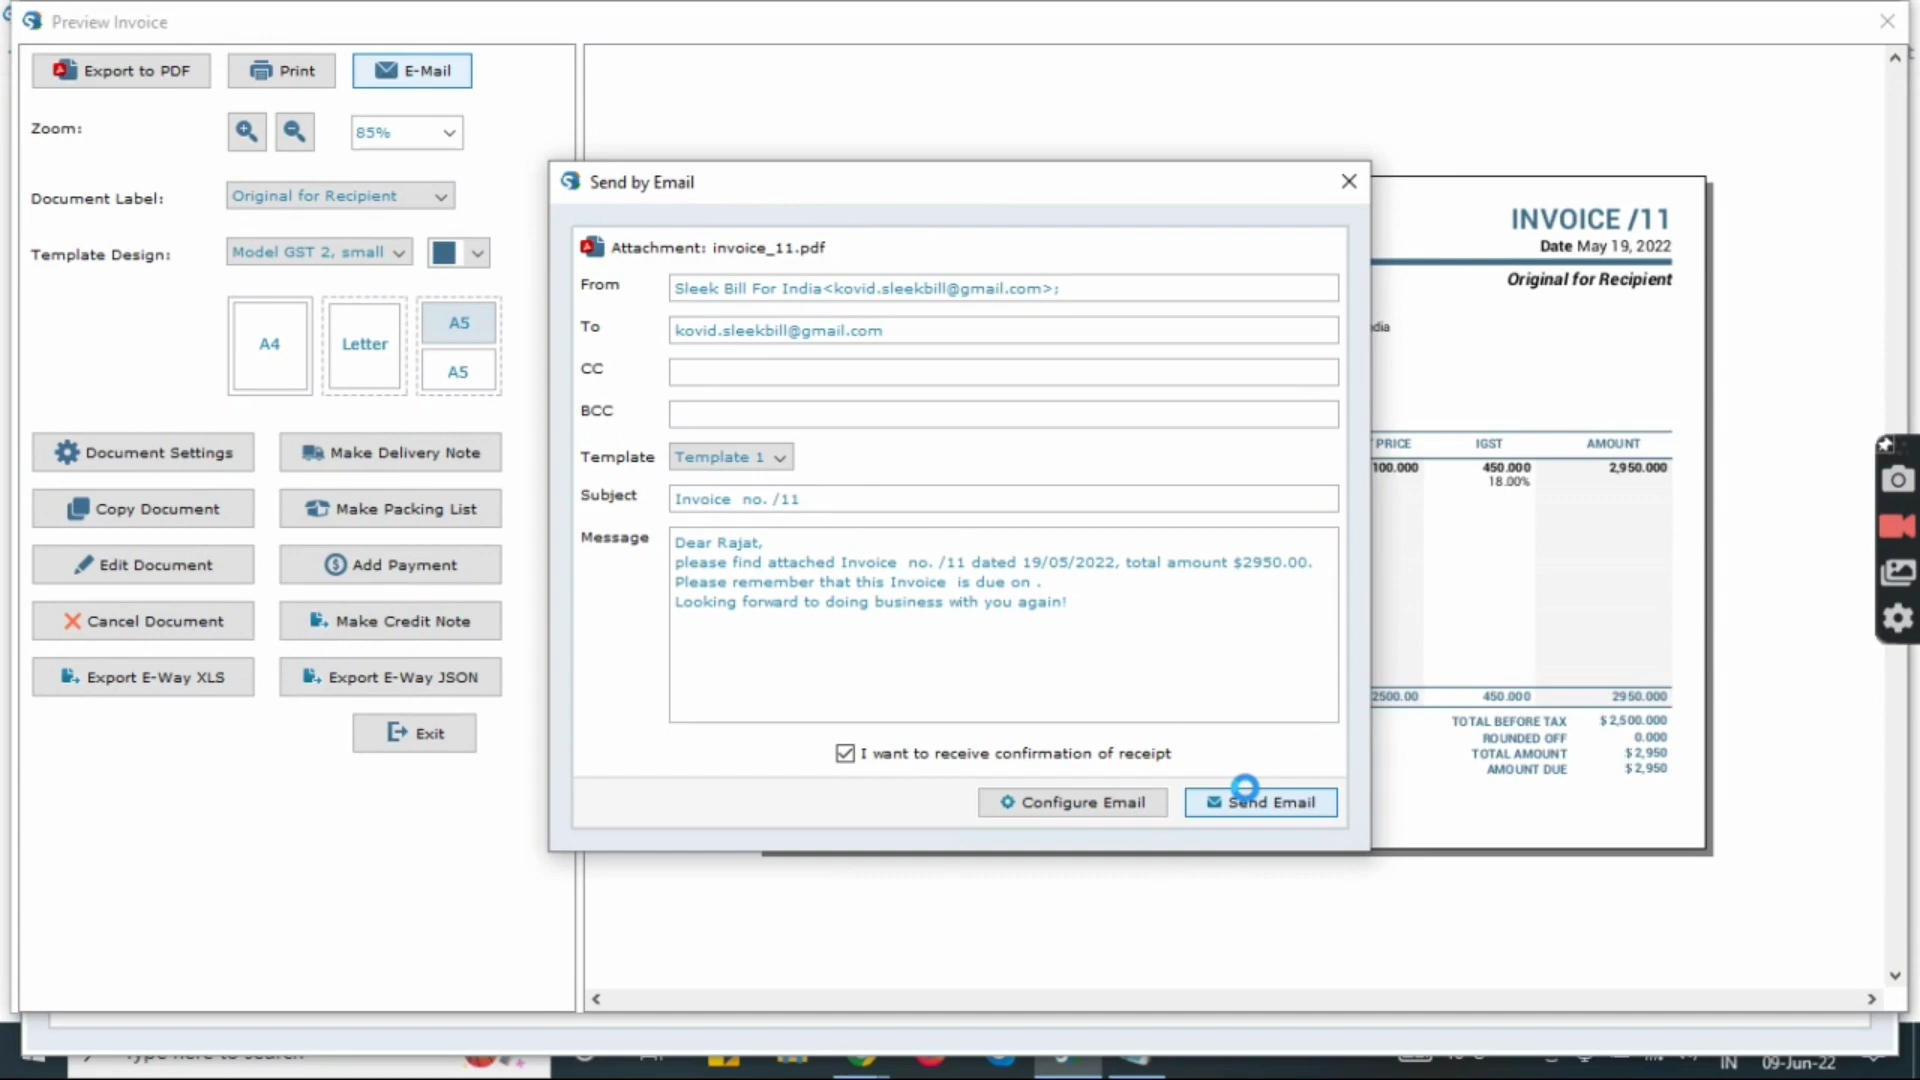 Preview Invoice
Export to PDF
Print
E-Mail
Zoom:
85%
Document Label:
Original for Recipient
Template Design:
Model GST 2, small
A4
Letter
A5
A5
Document Settings
Make Delivery Note
Copy Document
Make Packing List
Edit Document
Add Payment
Cancel Document
Make Credit Note
Export E-Way XLS
Export E-Way JSON
Exit
Send by Email
Attachment: invoice_11.pdf
From
Sleek Bill For India<kovid.sleekbill@gmail.com>;
To
kovid.sleekbill@gmail.com
CC
BCC
Template
Template 1
Subject
Invoice no. /11
Message
Dear Rajat,
please find attached Invoice no. /11 dated 19/05/2022, total amount $2950.00.
Please remember that this Invoice is due on .
Looking forward to doing business with you again!
I want to receive confirmation of receipt
Configure Email
Send Email
INVOICE /11
Date May 19, 2022
Original for Recipient
dia
PRICE IGST AMOUNT
100.000 450.000 2,950.000
18.00%
2500.00 450.000 2950.000
TOTAL BEFORE TAX $ 2,500.000
ROUNDED OFF 0.000
TOTAL AMOUNT $ 2,950
AMOUNT DUE $ 2,950
Type here to search
IN
09-Jun-22